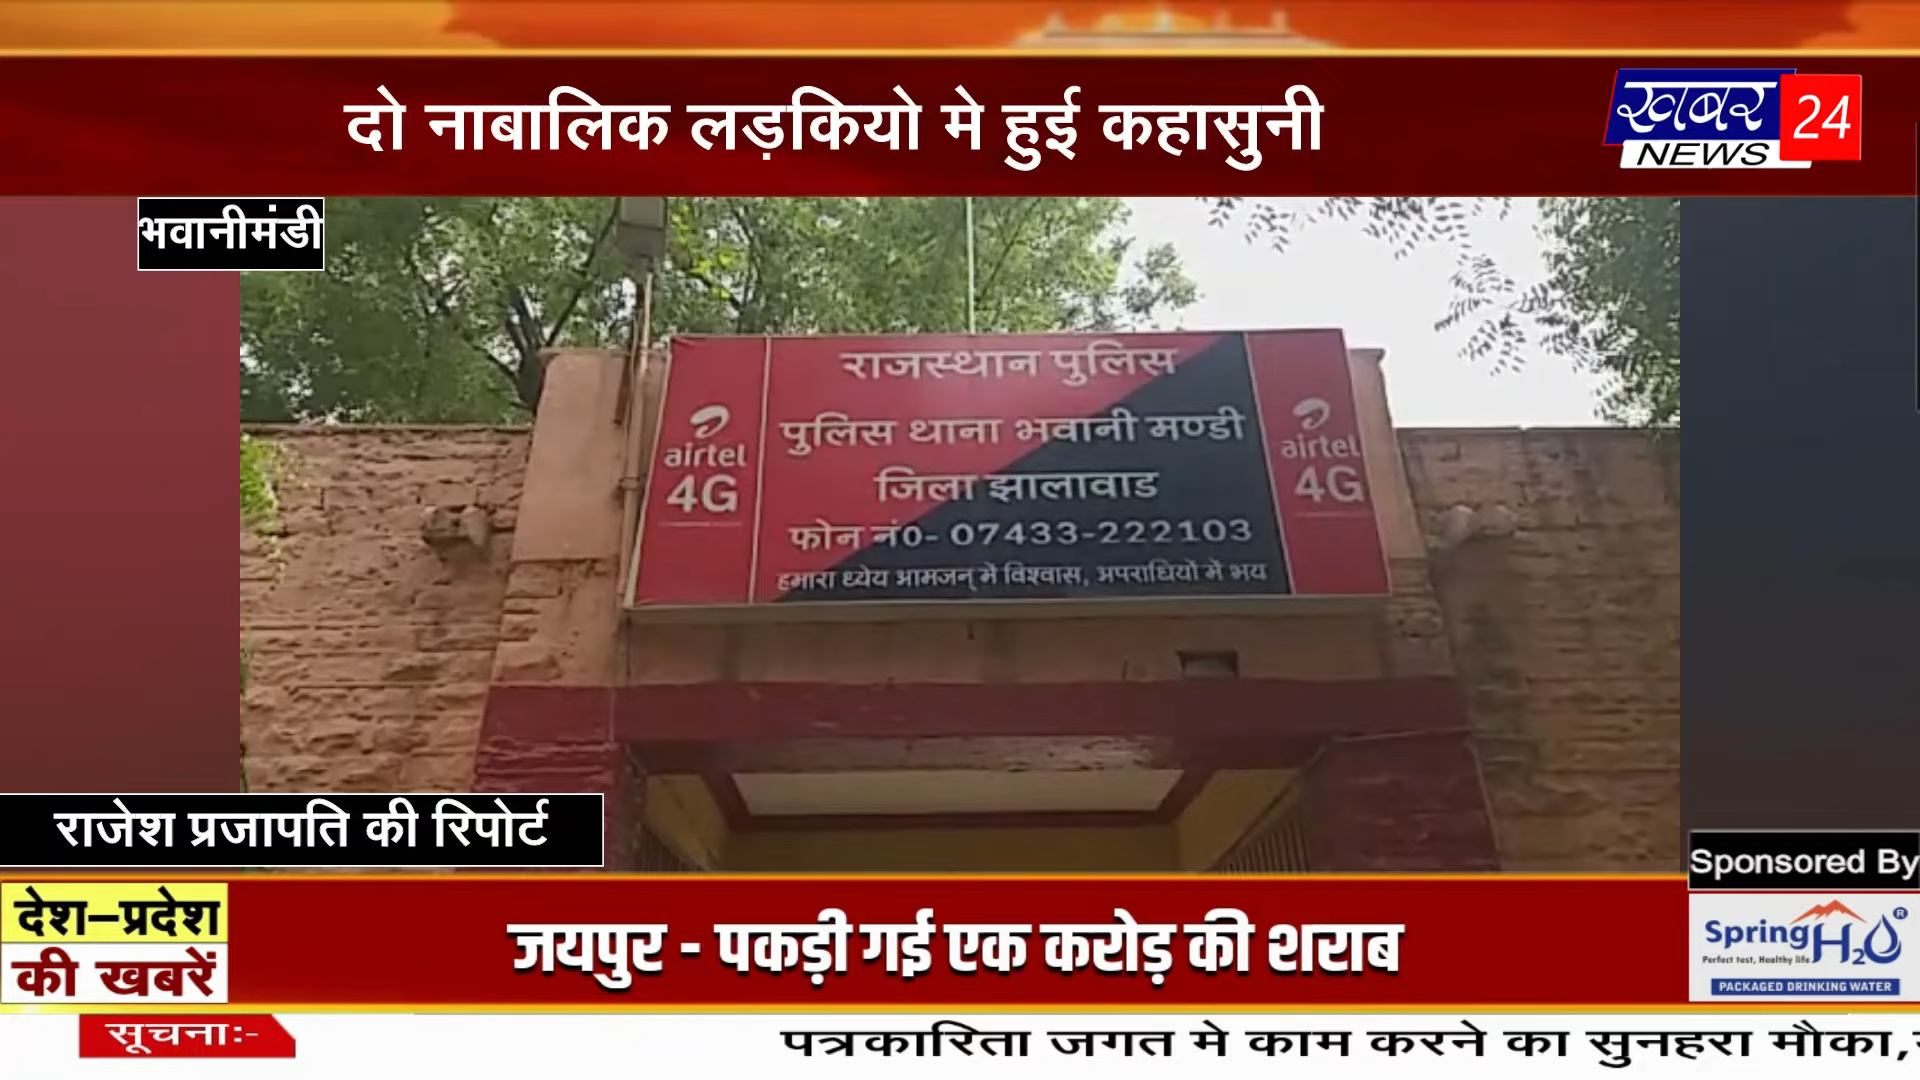 दो नाबालिक लड़कियो मे हुई कहासुनी
खबर 24
NEWS
भवानीमंडी
राजस्थान पुलिस
पुलिस थाना भवानी मण्डी
जिला झालावाड
फोन नं0- 07433-222103
हमारा ध्येय आमजन् में विश्वास, अपराधियों में भय
airtel
4G
airtel
4G
राजेश प्रजापति की रिपोर्ट
Sponsored By
देश–प्रदेश
की खबरें
जयपुर - पकड़ी गई एक करोड़ की शराब
Spring H2O ®
Perfect test, Healthy life
PACKAGED DRINKING WATER
सूचना:-
पत्रकारिता जगत मे काम करने का सुनहरा मौका,